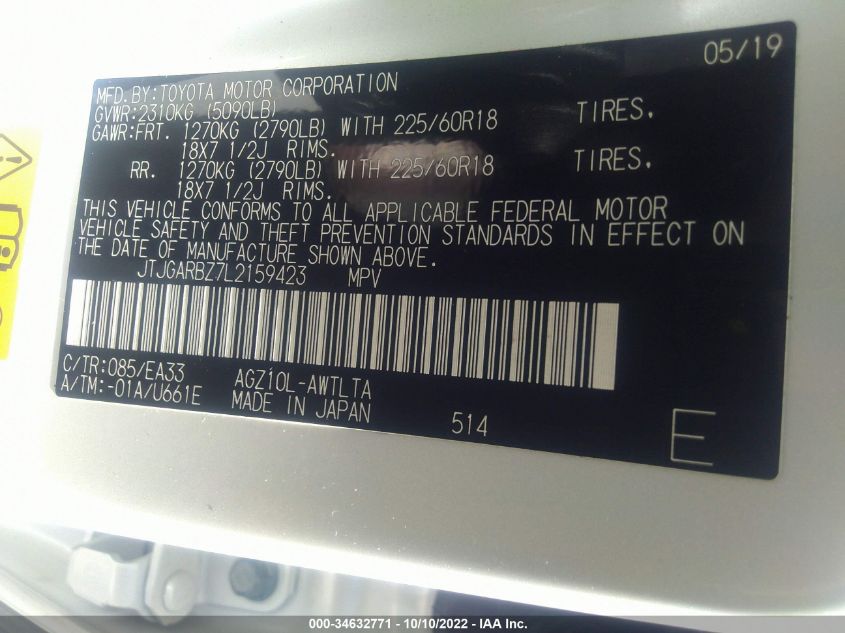 05/19
MFD.BY:TOYOTA MOTOR CORPORATION
GVWR:2310KG (5090LB)
GAWR:FRT. 1270KG (2790LB) WITH 225/60R18 TIRES,
18X7 1/2J RIMS.
RR. 1270KG (2790LB) WITH 225/60R18 TIRES,
18X7 1/2J RIMS.
THIS VEHICLE CONFORMS TO ALL APPLICABLE FEDERAL MOTOR
VEHICLE SAFETY AND THEFT PREVENTION STANDARDS IN EFFECT ON
THE DATE OF MANUFACTURE SHOWN ABOVE.
JTJGARBZ7L2159423 MPV
C/TR:085/EA33 AGZ10L-AWTLTA
A/TM:-01A/U661E MADE IN JAPAN
514
E
000-34632771 - 10/10/2022 - IAA Inc.